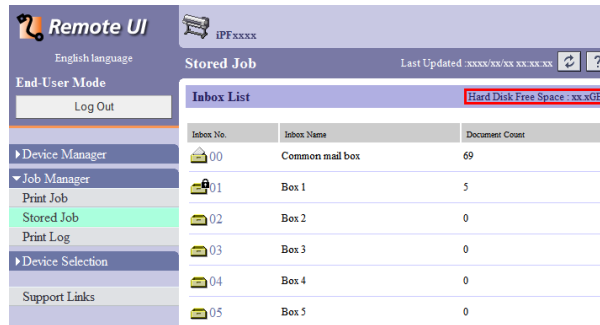 Remote UI
English language
End-User Mode
Log Out
▶Device Manager
▼Job Manager
Print Job
Stored Job
Print Log
▶Device Selection
Support Links
iPFxxxx
Stored Job
Last Updated :xxxx/xx/xx xx:xx:xx
?
Inbox List
Hard Disk Free Space : xx.xGB
Inbox No. Inbox Name Document Count
00 Common mail box 69
01 Box 1 5
02 Box 2 0
03 Box 3 0
04 Box 4 0
05 Box 5 0